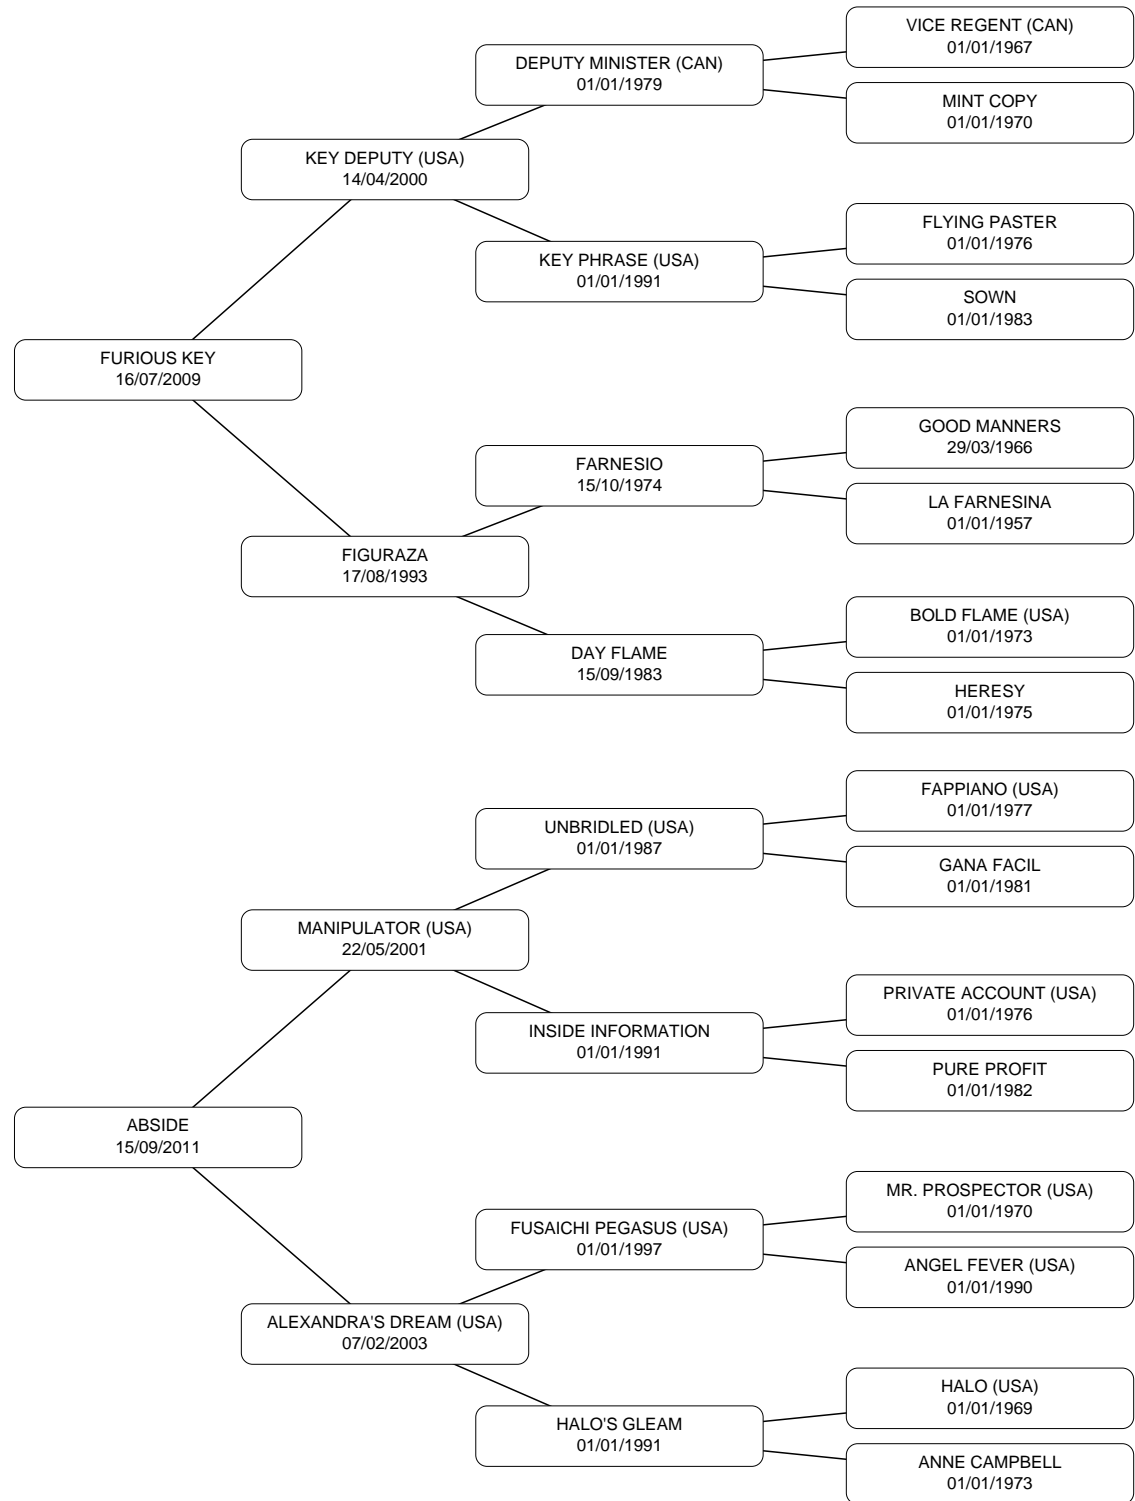 VICE REGENT (CAN)
01/01/1967
DEPUTY MINISTER (CAN)
01/01/1979
MINT COPY
01/01/1970
KEY DEPUTY (USA)
14/04/2000
FLYING PASTER
01/01/1976
KEY PHRASE (USA)
01/01/1991
SOWN
01/01/1983
FURIOUS KEY
16/07/2009
GOOD MANNERS
29/03/1966
FARNESIO
15/10/1974
LA FARNESINA
01/01/1957
FIGURAZA
17/08/1993
BOLD FLAME (USA)
01/01/1973
DAY FLAME
15/09/1983
HERESY
01/01/1975
FAPPIANO (USA)
01/01/1977
UNBRIDLED (USA)
01/01/1987
GANA FACIL
01/01/1981
MANIPULATOR (USA)
22/05/2001
PRIVATE ACCOUNT (USA)
01/01/1976
INSIDE INFORMATION
01/01/1991
PURE PROFIT
01/01/1982
ABSIDE
15/09/2011
MR. PROSPECTOR (USA)
01/01/1970
FUSAICHI PEGASUS (USA)
01/01/1997
ANGEL FEVER (USA)
01/01/1990
ALEXANDRA'S DREAM (USA)
07/02/2003
HALO (USA)
01/01/1969
HALO'S GLEAM
01/01/1991
ANNE CAMPBELL
01/01/1973